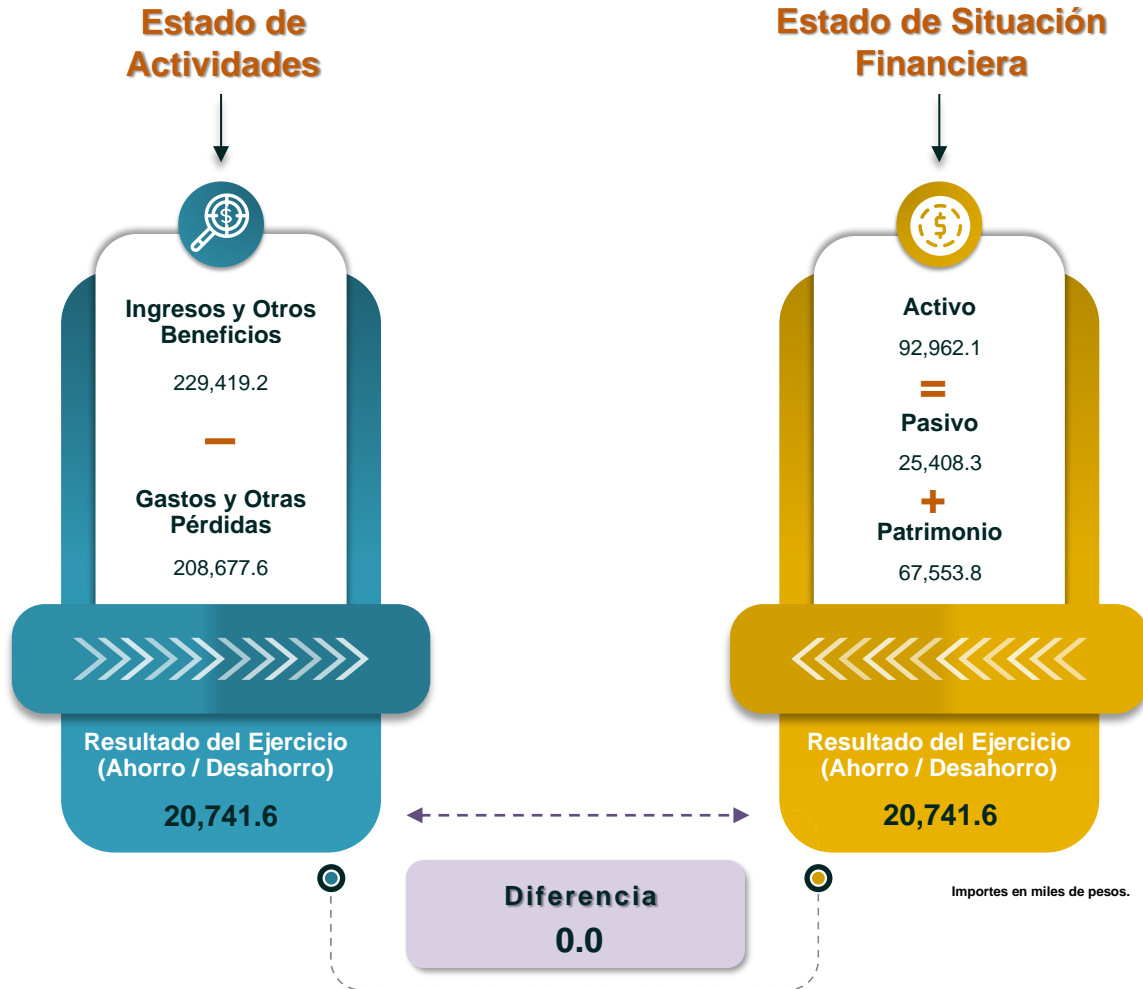 Estado de
Actividades
Ingresos y Otros
Beneficios
229,419.2
–
Gastos y Otras
Pérdidas
208,677.6
Resultado del Ejercicio
(Ahorro / Desahorro)
20,741.6
Estado de Situación
Financiera
$
Activo
92,962.1
=
Pasivo
25,408.3
+
Patrimonio
67,553.8
Resultado del Ejercicio
(Ahorro / Desahorro)
20,741.6
Diferencia
0.0
Importes en miles de pesos.